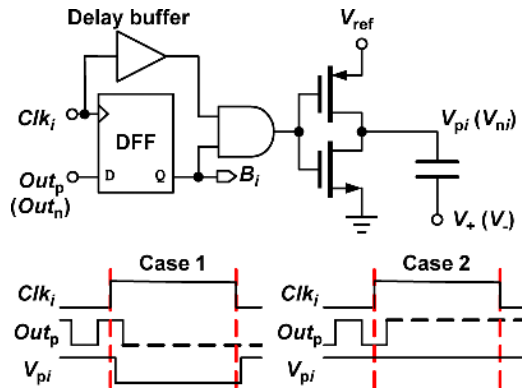 Delay buffer
Vref
Clki
DFF
Vpi (Vni)
D
Q
Bi
Outp
(Outn)
V+ (V-)
Case 1
Case 2
Clki
Clki
Outp
Outp
Vpi
Vpi